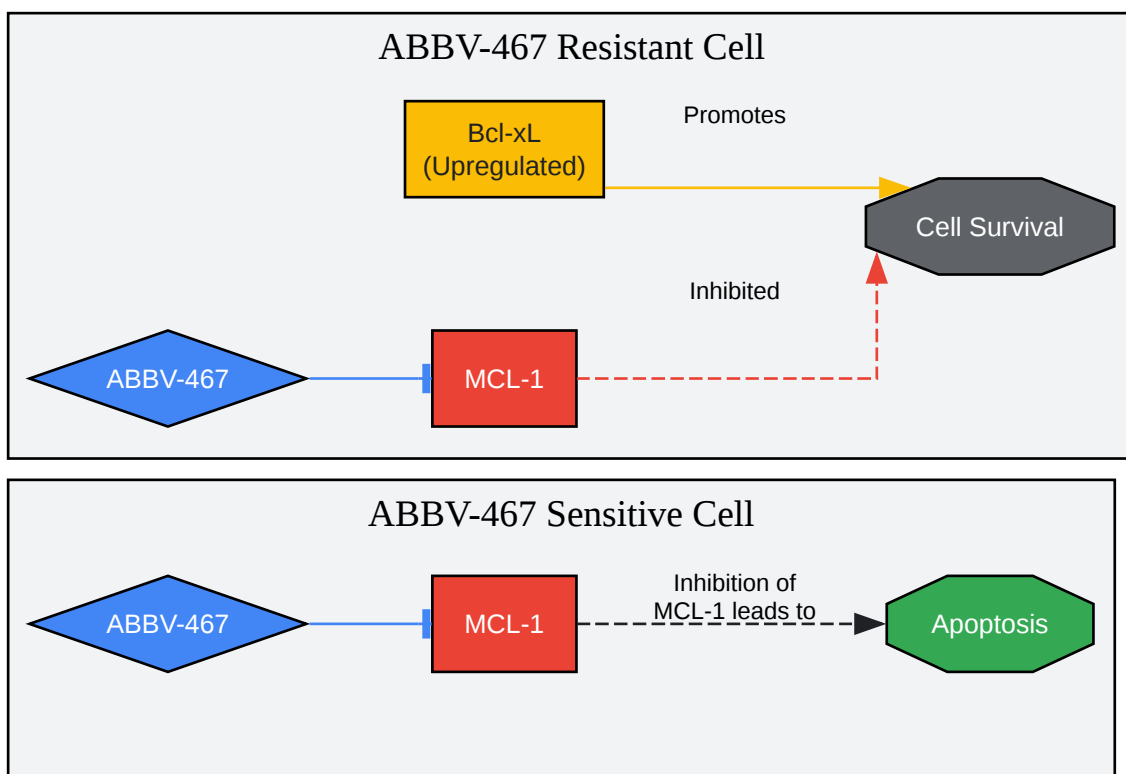 ABBV-467 Resistant Cell
Bcl-xL
(Upregulated)
Promotes
Cell Survival
Inhibited
ABBV-467
MCL-1
ABBV-467 Sensitive Cell
ABBV-467
MCL-1
Inhibition of
MCL-1 leads to
Apoptosis